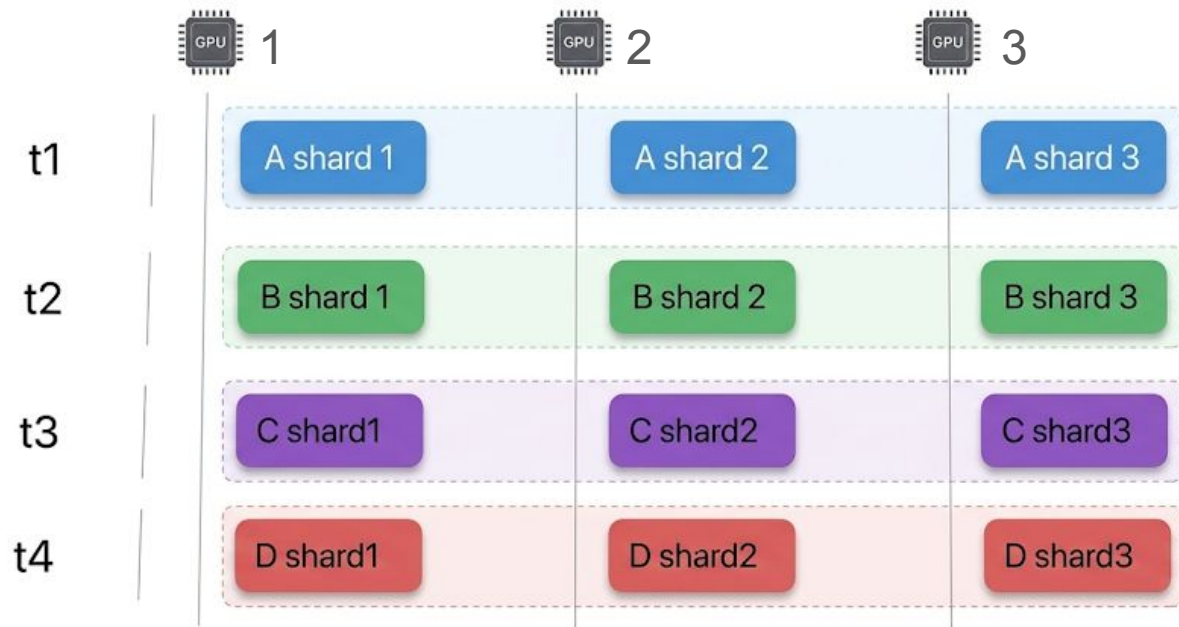 GPU 1 GPU 2 GPU 3
t1 A shard 1 A shard 2 A shard 3
t2 B shard 1 B shard 2 B shard 3
t3 C shard1 C shard2 C shard3
t4 D shard1 D shard2 D shard3